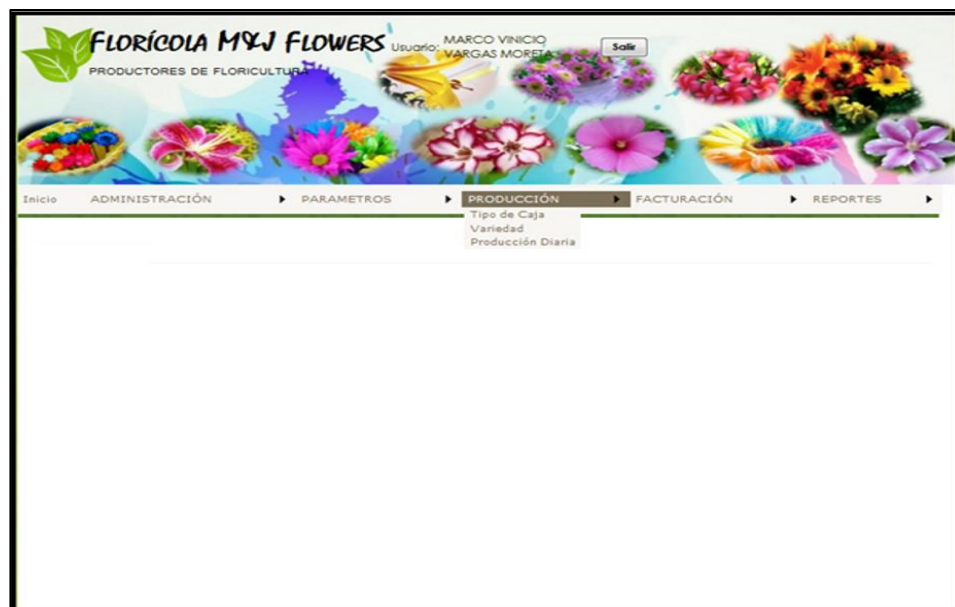 FLORÍCOLA M&J FLOWERS
PRODUCTORES DE FLORICULTURA
Usuario: MARCO VINICIO
VARGAS MORETA
Salir
Inicio ADMINISTRACIÓN PARAMETROS PRODUCCIÓN FACTURACIÓN REPORTES
Tipo de Caja
Variedad
Producción Diaria